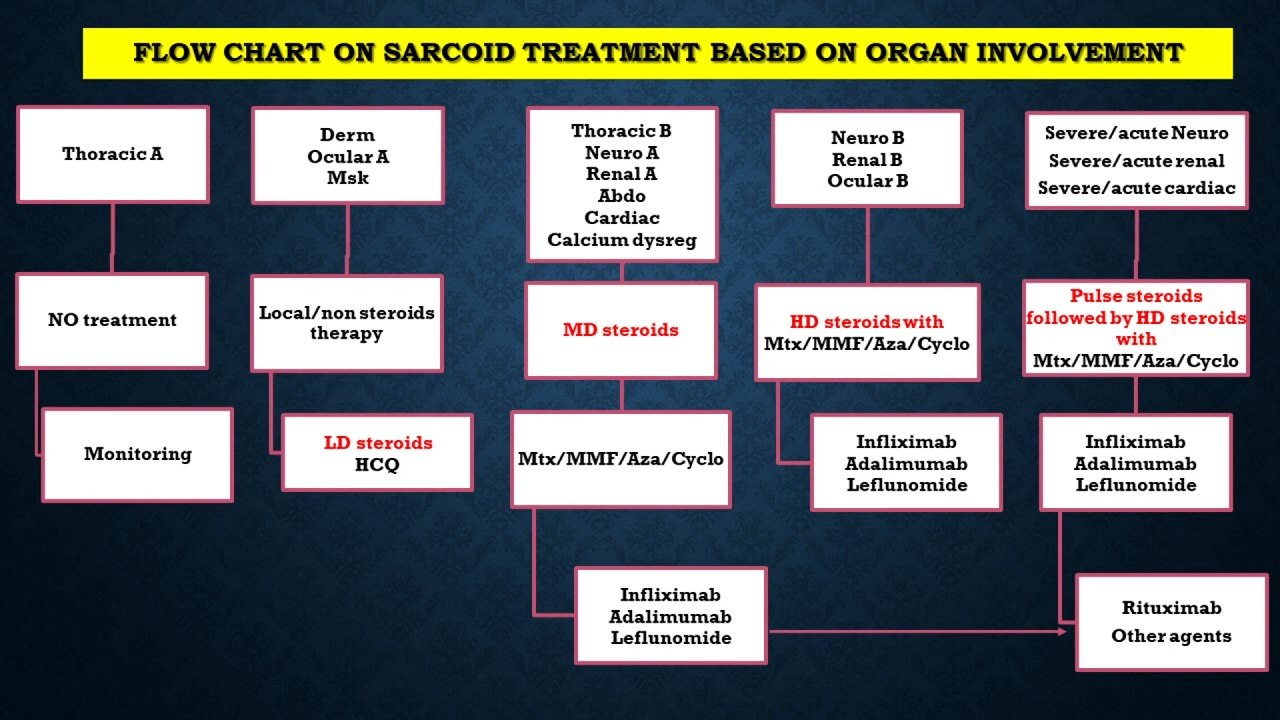 FLOW CHART ON SARCOID TREATMENT BASED ON ORGAN INVOLVEMENT
Thoracic A
NO treatment
Monitoring
Derm
Ocular A
Msk
Local/non steroids
therapy
LD steroids
HCQ
Thoracic B
Neuro A
Renal A
Abdo
Cardiac
Calcium dysreg
MD steroids
Mtx/MMF/Aza/Cyclo
Infliximab
Adalimumab
Leflunomide
Neuro B
Renal B
Ocular B
HD steroids with
Mtx/MMF/Aza/Cyclo
Infliximab
Adalimumab
Leflunomide
Severe/acute Neuro
Severe/acute renal
Severe/acute cardiac
Pulse steroids
followed by HD steroids
with
Mtx/MMF/Aza/Cyclo
Infliximab
Adalimumab
Leflunomide
Rituximab
Other agents